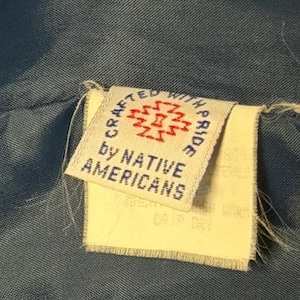 CRAFTED WITH PRIDE
by NATIVE
AMERICANS
DRIP DRY